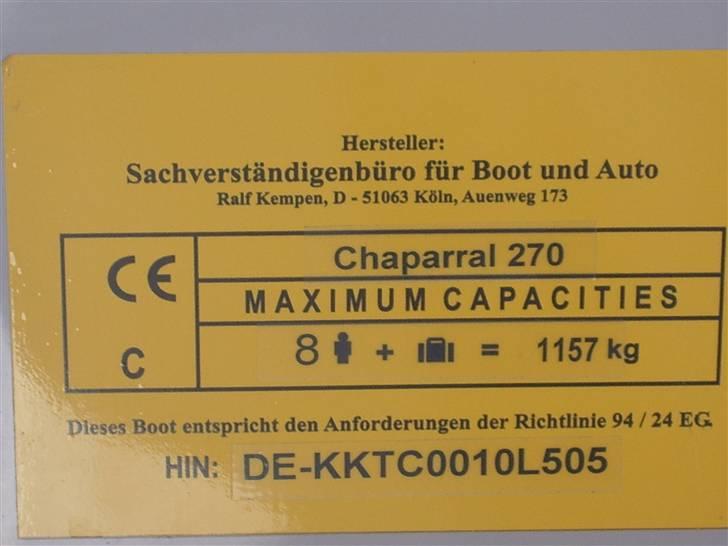 Hersteller:
Sachverständigenbüro für Boot und Auto
Ralf Kempen, D - 51063 Köln, Auenweg 173
CE
C
Chaparral 270
MAXIMUM CAPACITIES
8 + = 1157 kg
Dieses Boot entspricht den Anforderungen der Richtlinie 94 / 24 EG.
HIN: DE-KKTC0010L505